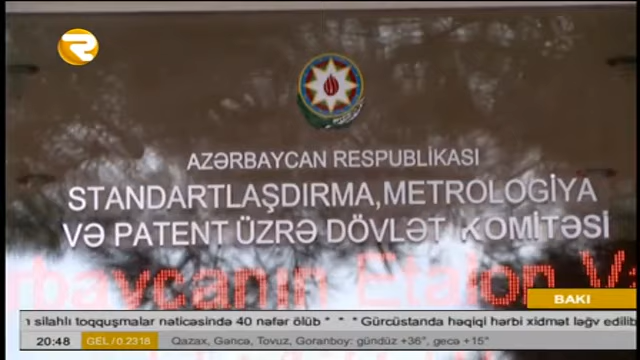 AZƏRBAYCAN RESPUBLİKASI
STANDARTLAŞDIRMA, METROLOGİYA
VƏ PATENT ÜZRƏ DÖVLƏT KOMİTƏSİ
rbaycanın Etalon
BAKI
silahlı toqquşmalar nəticəsində 40 nəfər ölüb * * * Gürcüstanda həqiqi hərbi xidmət ləğv edilib
20:48 GEL/0.2318 Qazax, Gəncə, Tovuz, Goranboy: gündüz +36°, gecə +15°